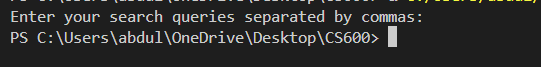 Enter your search queries separated by commas:
PS C:\Users\abdul\OneDrive\Desktop\CS600>